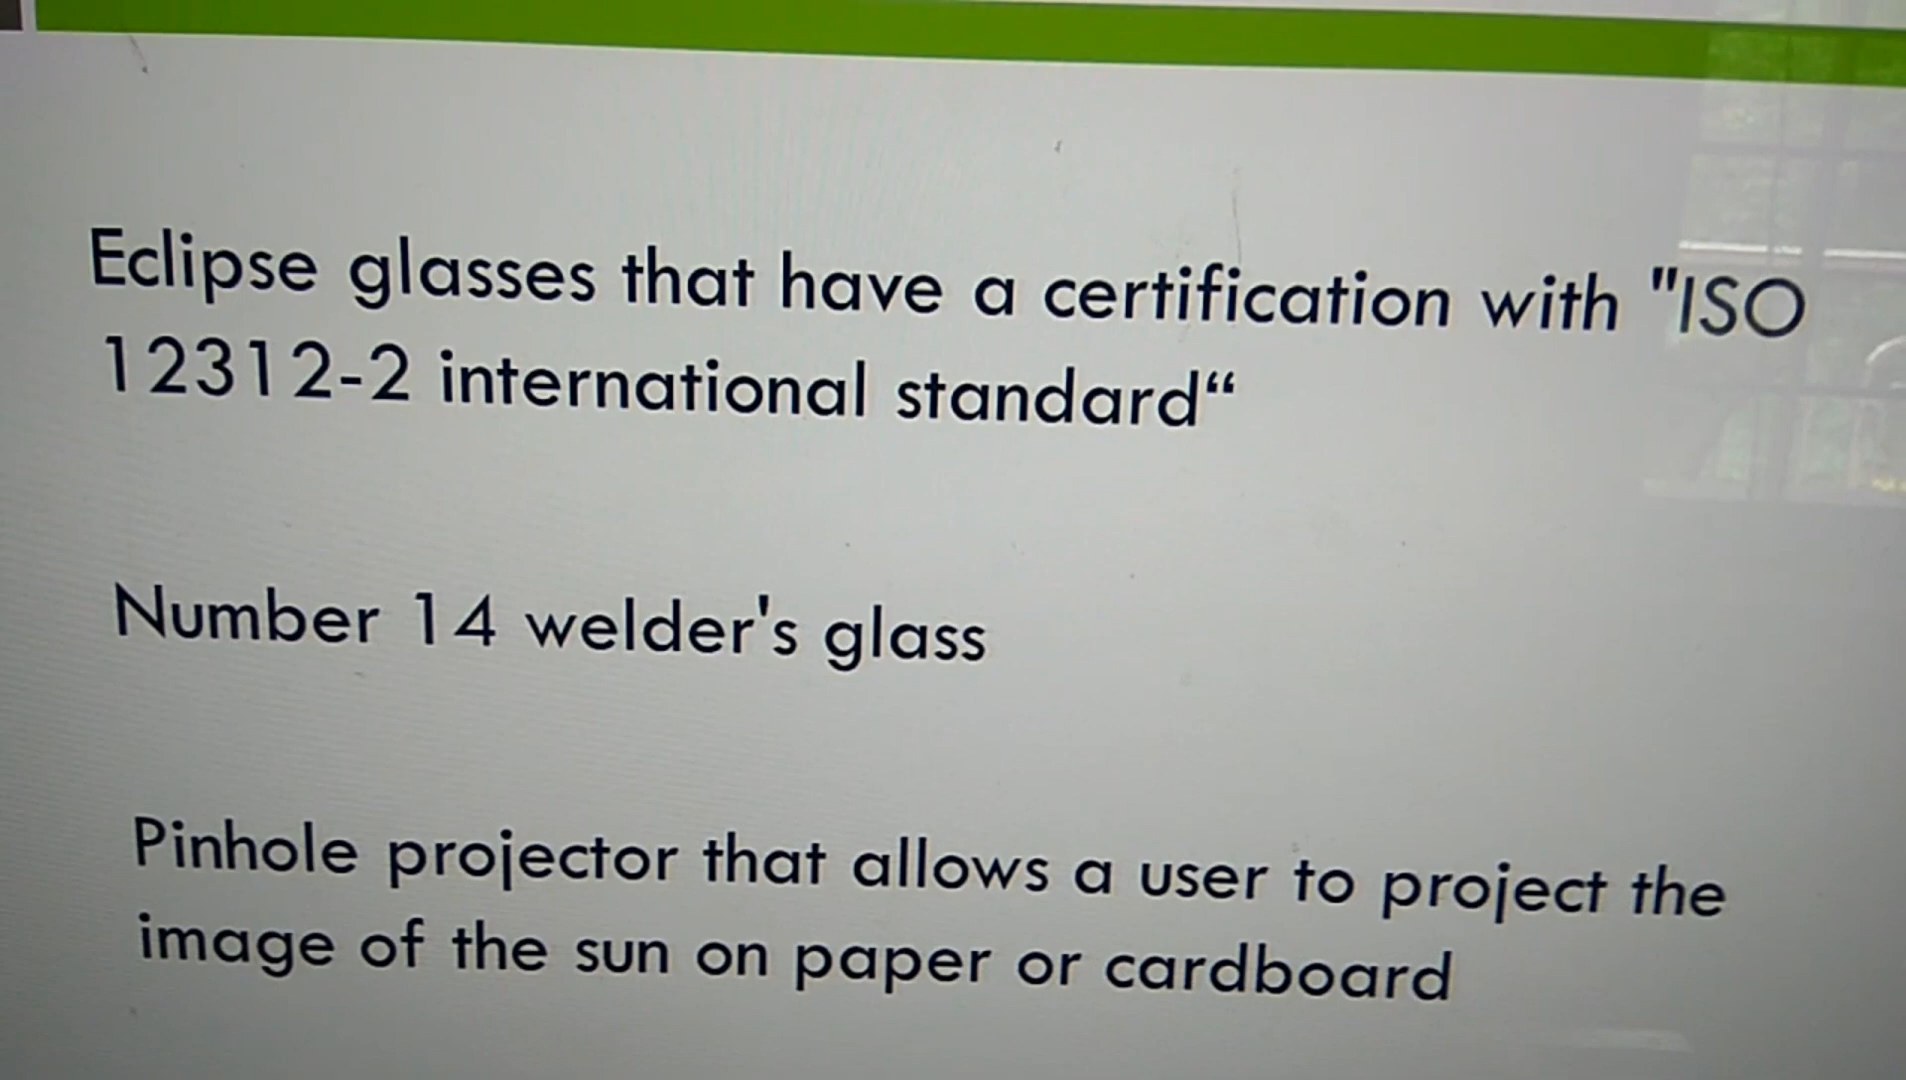 Eclipse glasses that have a certification with "ISO
12312-2 international standard“
Number 14 welder's glass
Pinhole projector that allows a user to project the
image of the sun on paper or cardboard